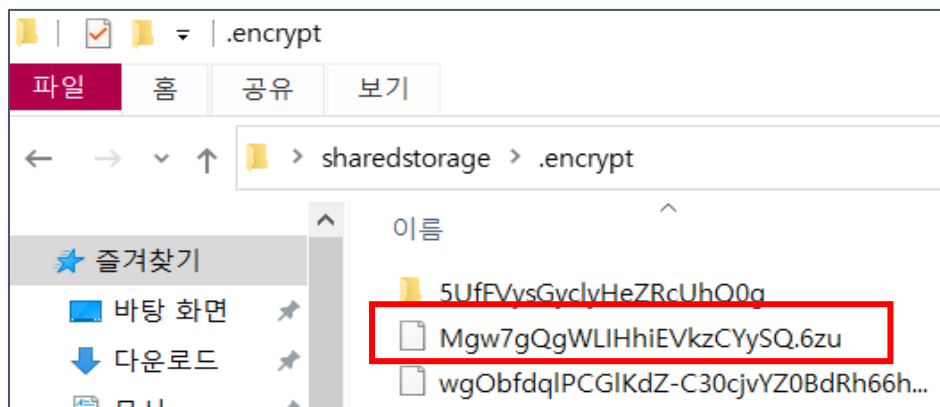 .encrypt
파일 홈 공유 보기
sharedstorage > .encrypt
이름
즐겨찾기
5UfFVysGyclyHeZRcUhO0g
바탕 화면
Mgw7gQgWLIHhiEVkzCYySQ.6zu
다운로드
wgObfdqlPCGlKdZ-C30cjvYZ0BdRh66h...